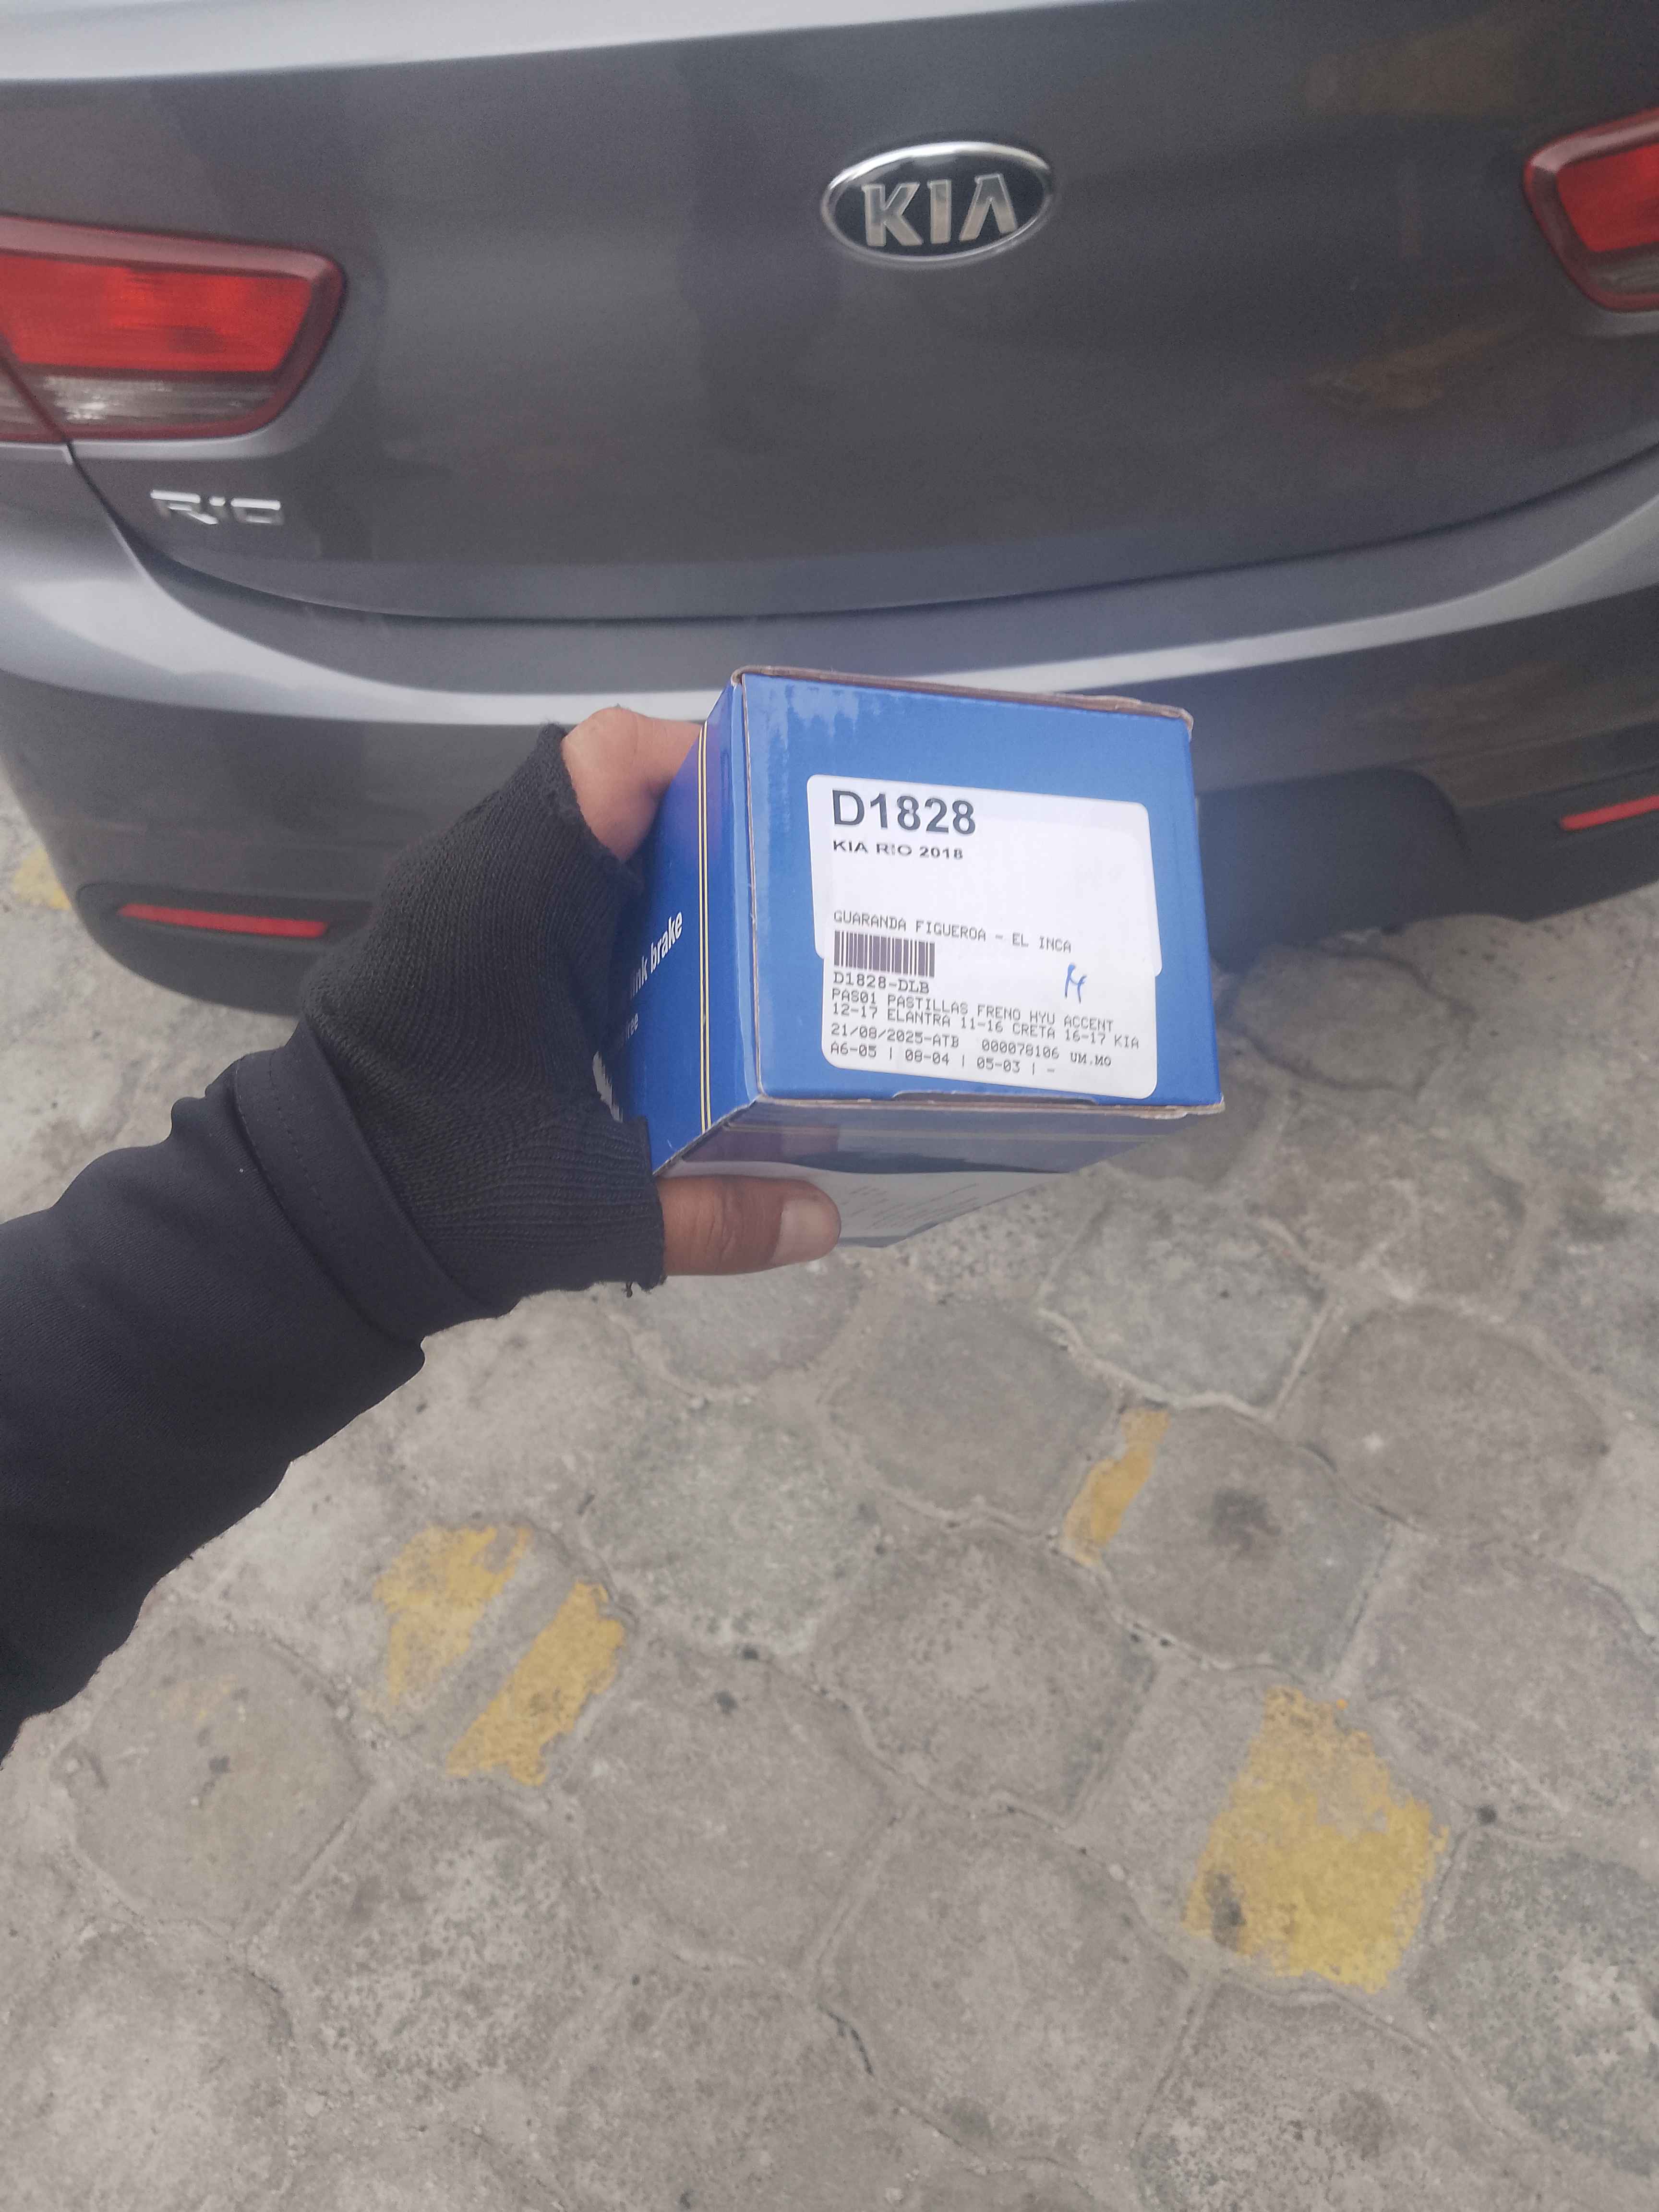 KIA
RIO
D1828
KIA RIO 2018
GUARANDA FIGUEROA - EL INCA
D1828-DLB
PAS01 PASTILLAS FRENO HYU ACCENT
12-17 ELANTRA 11-16 CRETA 16-17 KIA
21/08/2025-ATB 000078106 UM.MO
A6-05 | 08-04 | 05-03 | -
brake